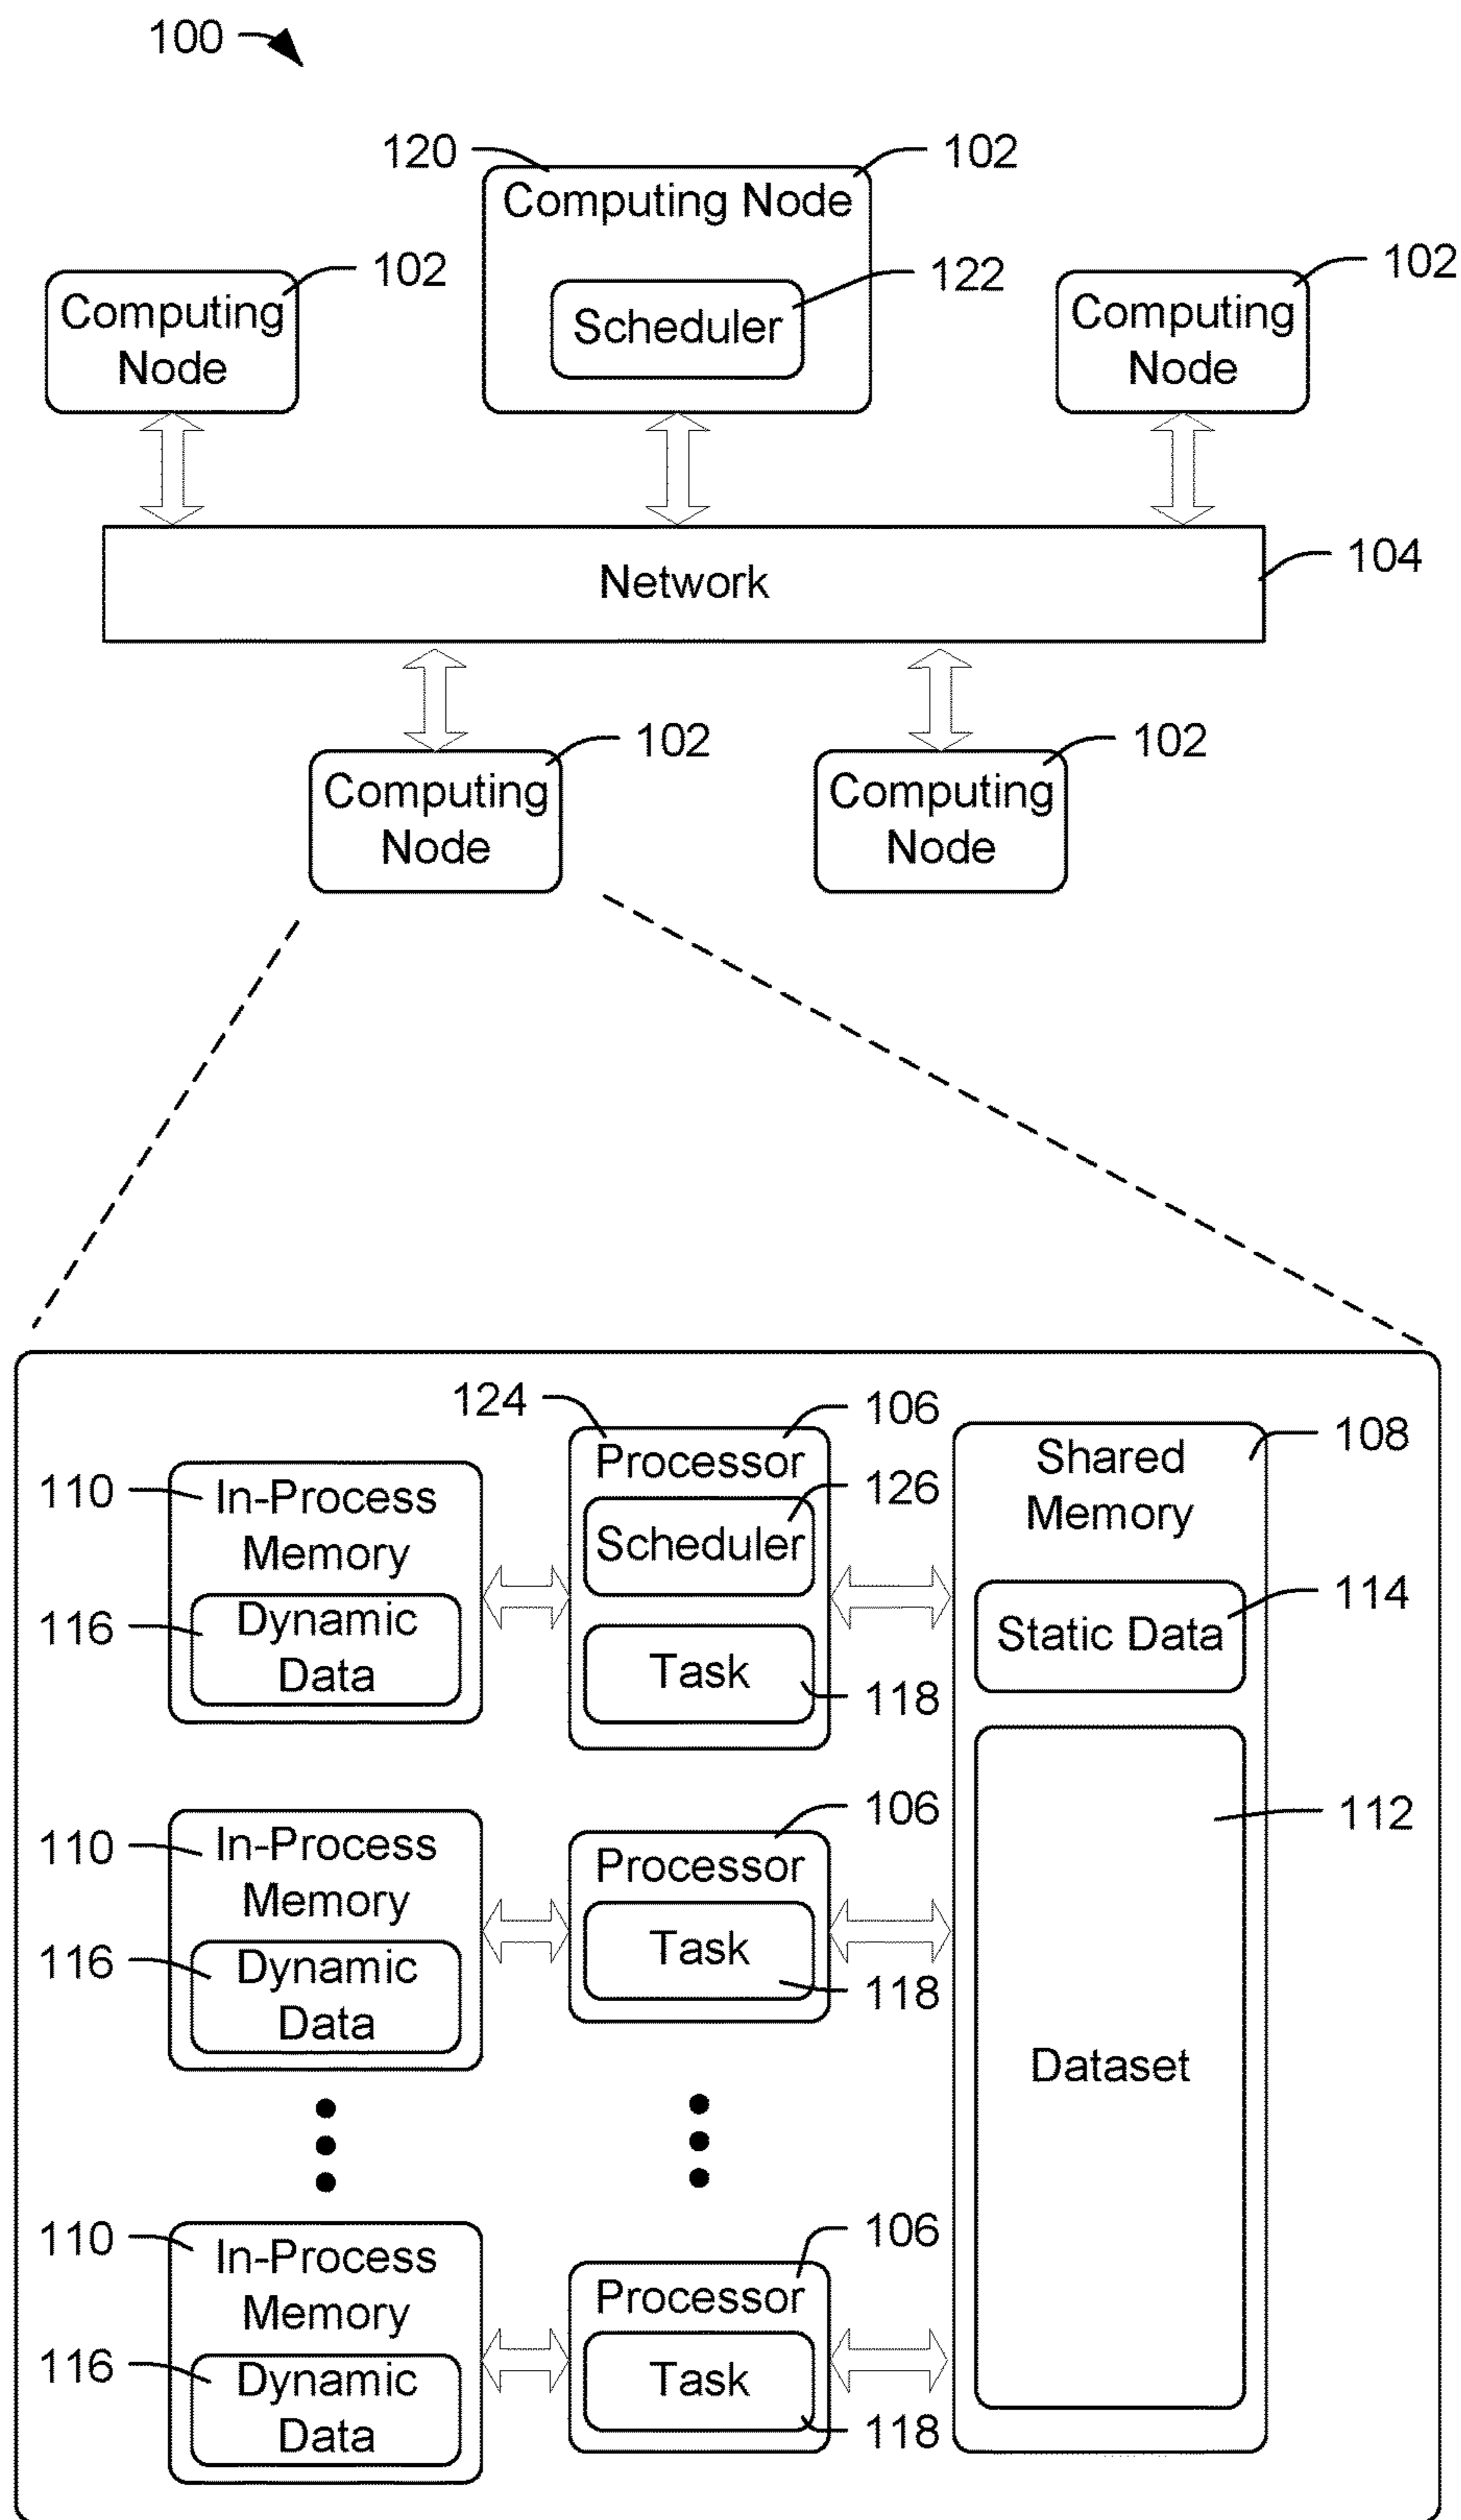 100
120
102
Computing Node
122
Scheduler
102
Computing
Node
102
Computing
Node
104
Network
102
Computing
Node
102
Computing
Node
124
106
Processor
126
Scheduler
Task
118
110
In-Process
Memory
116
Dynamic
Data
108
Shared
Memory
114
Static Data
112
Dataset
110
In-Process
Memory
116
Dynamic
Data
106
Processor
Task
118
110
In-Process
Memory
116
Dynamic
Data
106
Processor
Task
118